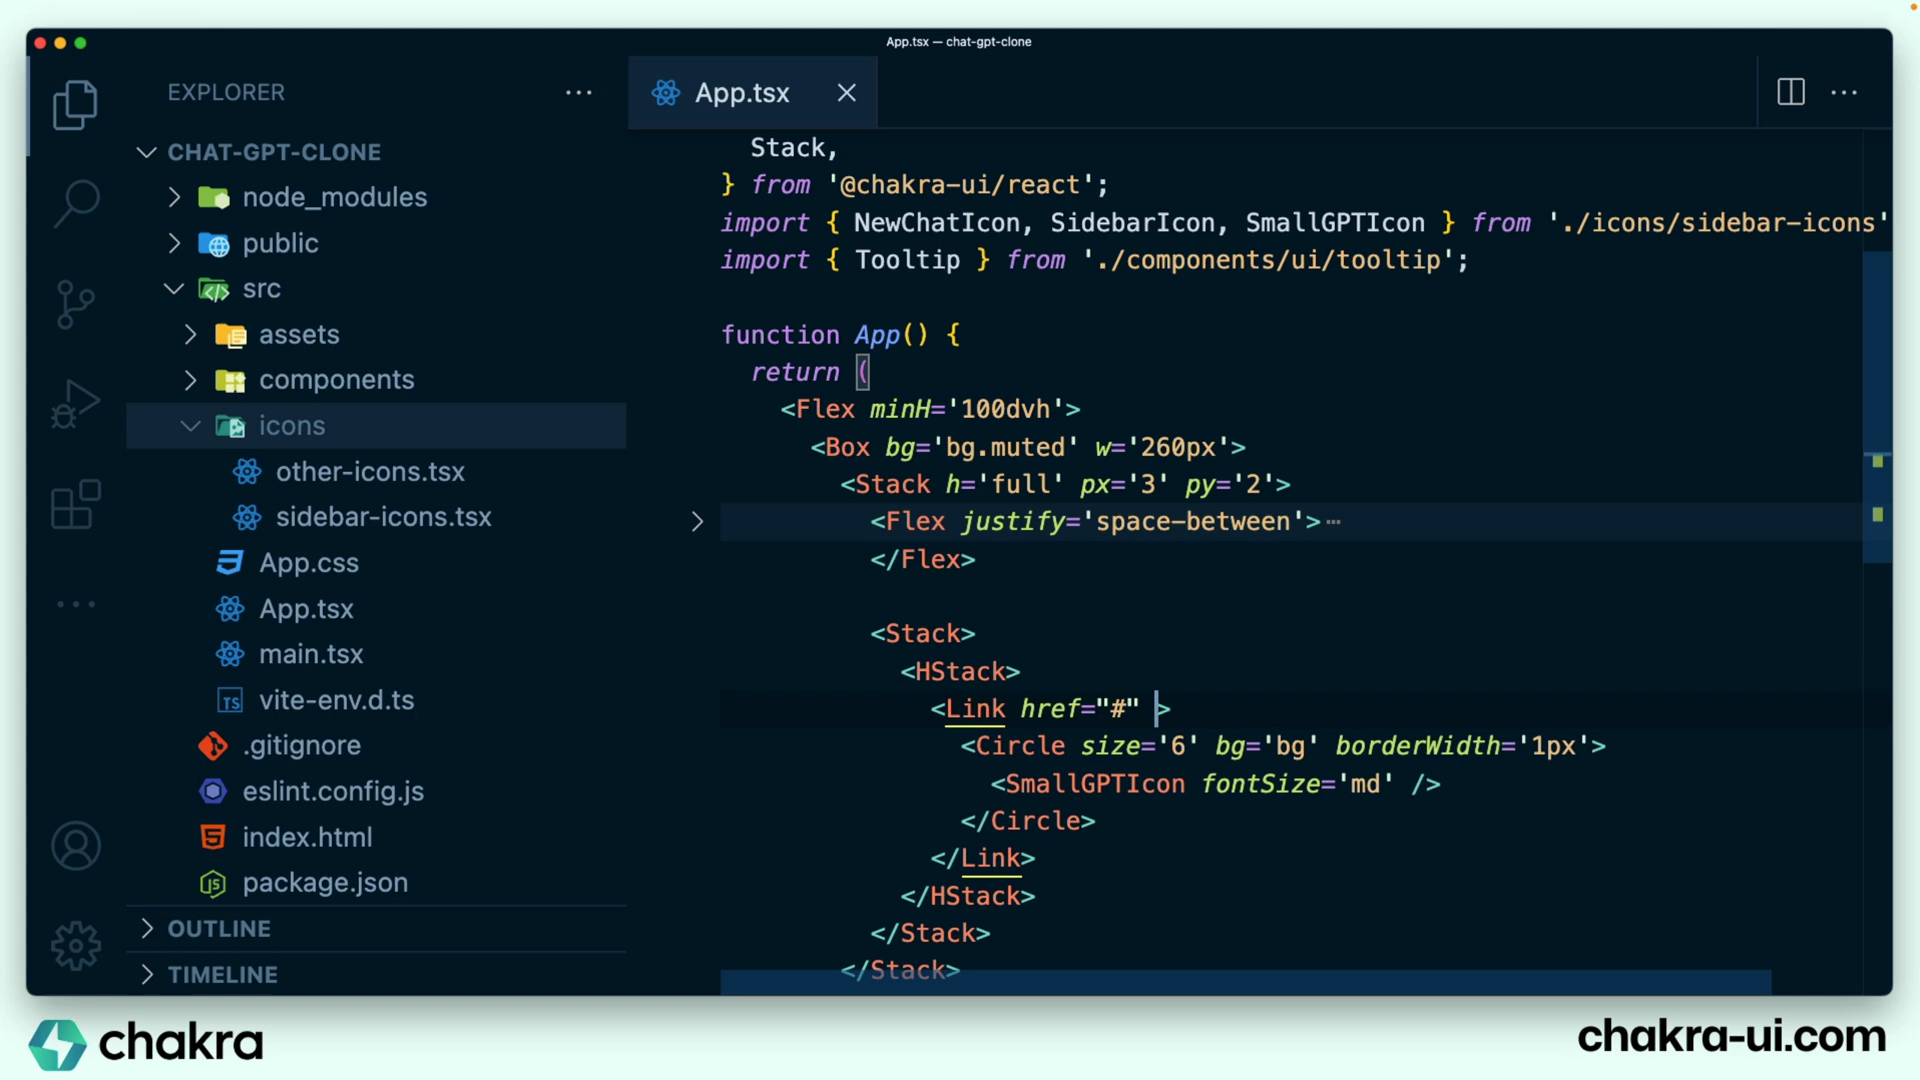 App.tsx — chat-gpt-clone
EXPLORER
App.tsx
CHAT-GPT-CLONE
node_modules
public
src
assets
components
icons
other-icons.tsx
sidebar-icons.tsx
App.css
App.tsx
main.tsx
vite-env.d.ts
.gitignore
eslint.config.js
index.html
package.json
OUTLINE
TIMELINE
Stack,
} from '@chakra-ui/react';
import { NewChatIcon, SidebarIcon, SmallGPTIcon } from './icons/sidebar-icons'
import { Tooltip } from './components/ui/tooltip';
function App() {
return (
<Flex minH='100dvh'>
<Box bg='bg.muted' w='260px'>
<Stack h='full' px='3' py='2'>
<Flex justify='space-between'>⋯
</Flex>
<Stack>
<HStack>
<Link href="#" >
<Circle size='6' bg='bg' borderWidth='1px'>
<SmallGPTIcon fontSize='md' />
</Circle>
</Link>
</HStack>
</Stack>
</Stack>
chakra
chakra-ui.com